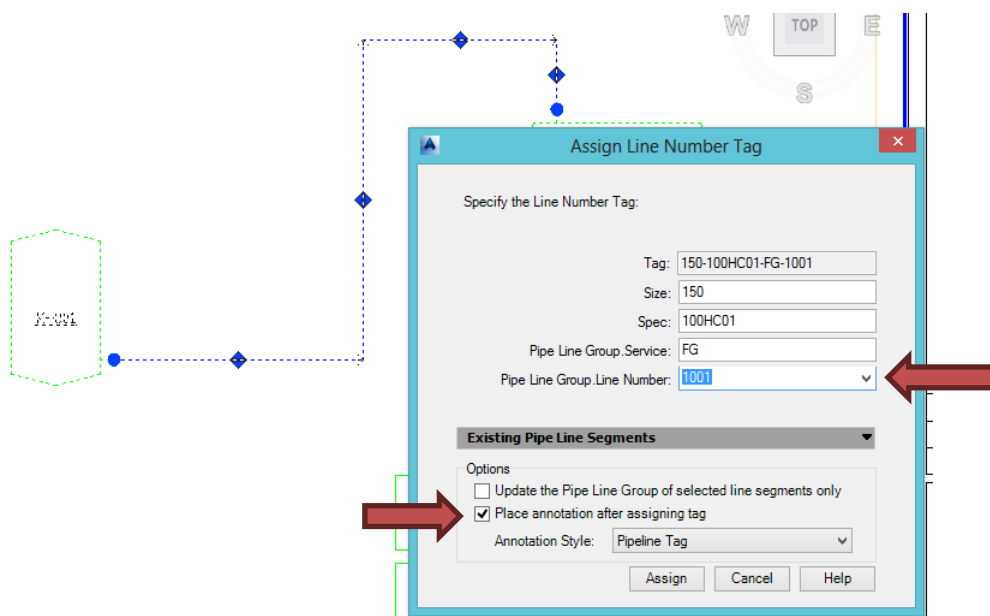 W
TOP
E
S
Assign Line Number Tag
Specify the Line Number Tag:
Tag: 150-100HC01-FG-1001
Size: 150
Spec: 100HC01
Pipe Line Group.Service: FG
Pipe Line Group.Line Number: 1001
Existing Pipe Line Segments
Options
Update the Pipe Line Group of selected line segments only
Place annotation after assigning tag
Annotation Style: Pipeline Tag
Assign Cancel Help